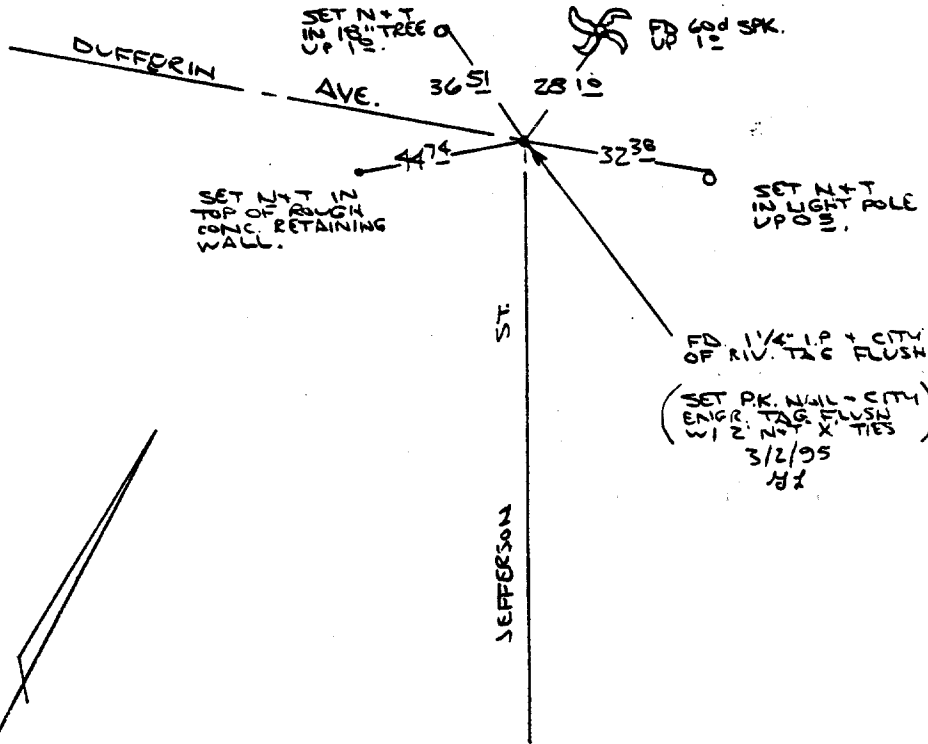 SET N+T
IN 18" TREE
UP 1.0.
FD 60d SPK.
UP 1.0
DUFFERIN
AVE.
36.51
28.10
44.74
32.38
SET N+T IN
TOP OF ROUGH
CONC. RETAINING
WALL.
SET N+T
IN LIGHT POLE
UP 0.5.
ST.
FD. 1 1/4" I.P + CITY
OF RIV. TAG FLUSH
(SET P.K. NAIL - CITY
ENGR. TAG FLUSH
W/ 2 N+T "X" TIES)
3/2/95
JEFFERSON